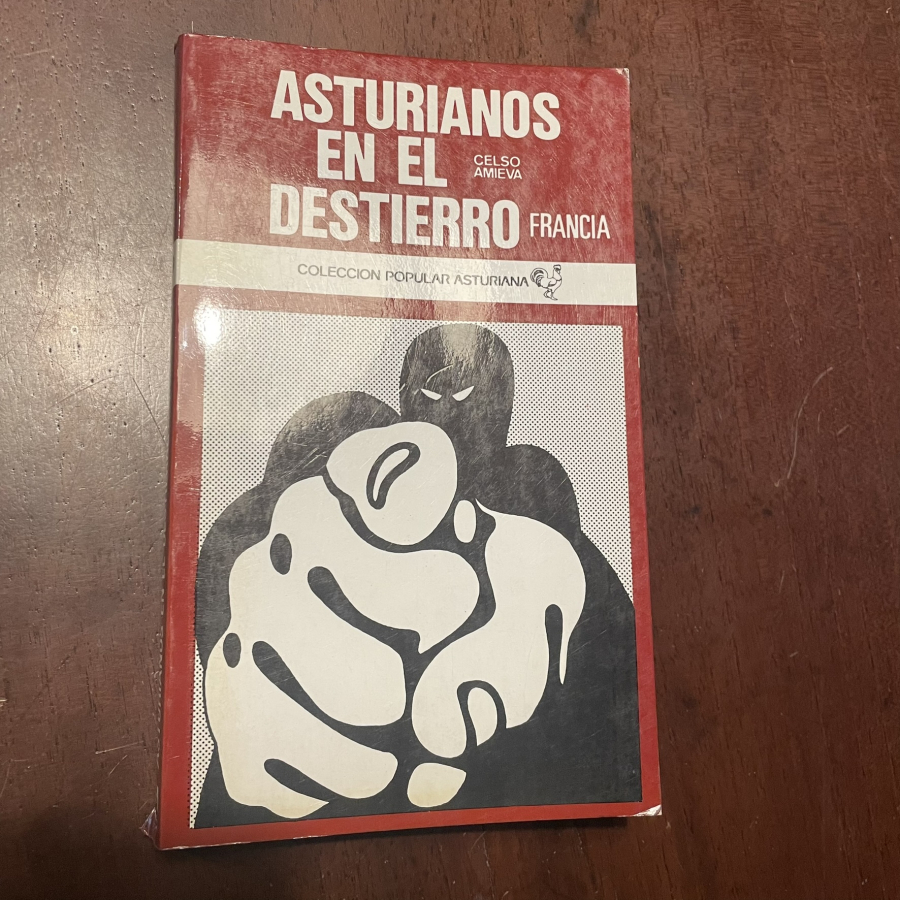 ASTURIANOS
EN EL
CELSO
AMIEVA
DESTIERRO
FRANCIA
COLECCION POPULAR ASTURIANA